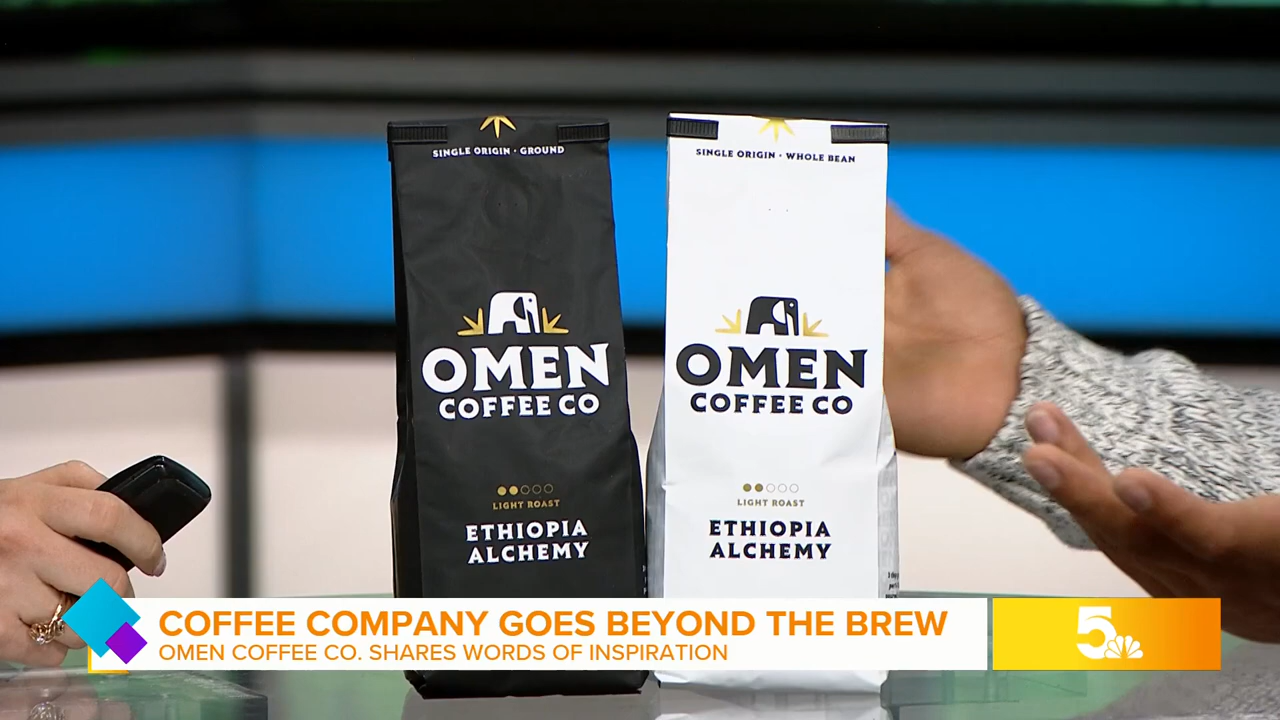 SINGLE ORIGIN · GROUND
OMEN
COFFEE CO
LIGHT ROAST
ETHIOPIA
ALCHEMY
SINGLE ORIGIN · WHOLE BEAN
OMEN
COFFEE CO
LIGHT ROAST
ETHIOPIA
ALCHEMY
COFFEE COMPANY GOES BEYOND THE BREW
OMEN COFFEE CO. SHARES WORDS OF INSPIRATION
5